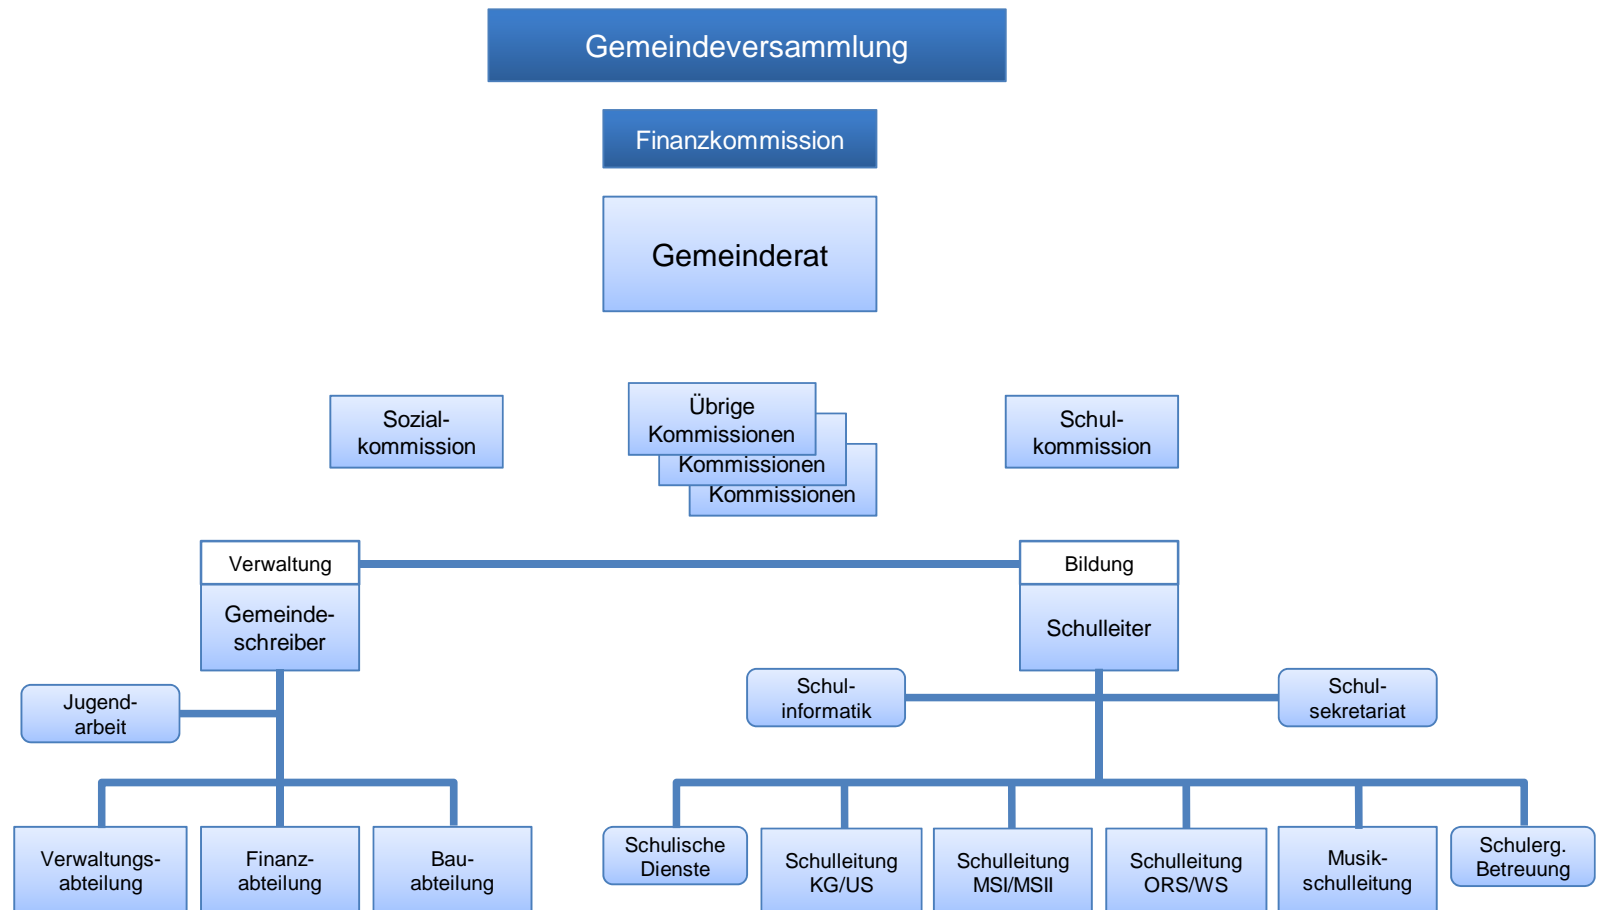 Gemeindeversammlung
Finanzkommission
Gemeinderat
Sozial-
kommission
Übrige
Kommissionen
Kommissionen
Kommissionen
Schul-
kommission
Verwaltung
Gemeinde-
schreiber
Bildung
Schulleiter
Jugend-
arbeit
Schul-
informatik
Schul-
sekretariat
Verwaltungs-
abteilung
Finanz-
abteilung
Bau-
abteilung
Schulische
Dienste
Schulleitung
KG/US
Schulleitung
MSI/MSII
Schulleitung
ORS/WS
Musik-
schulleitung
Schulerg.
Betreuung